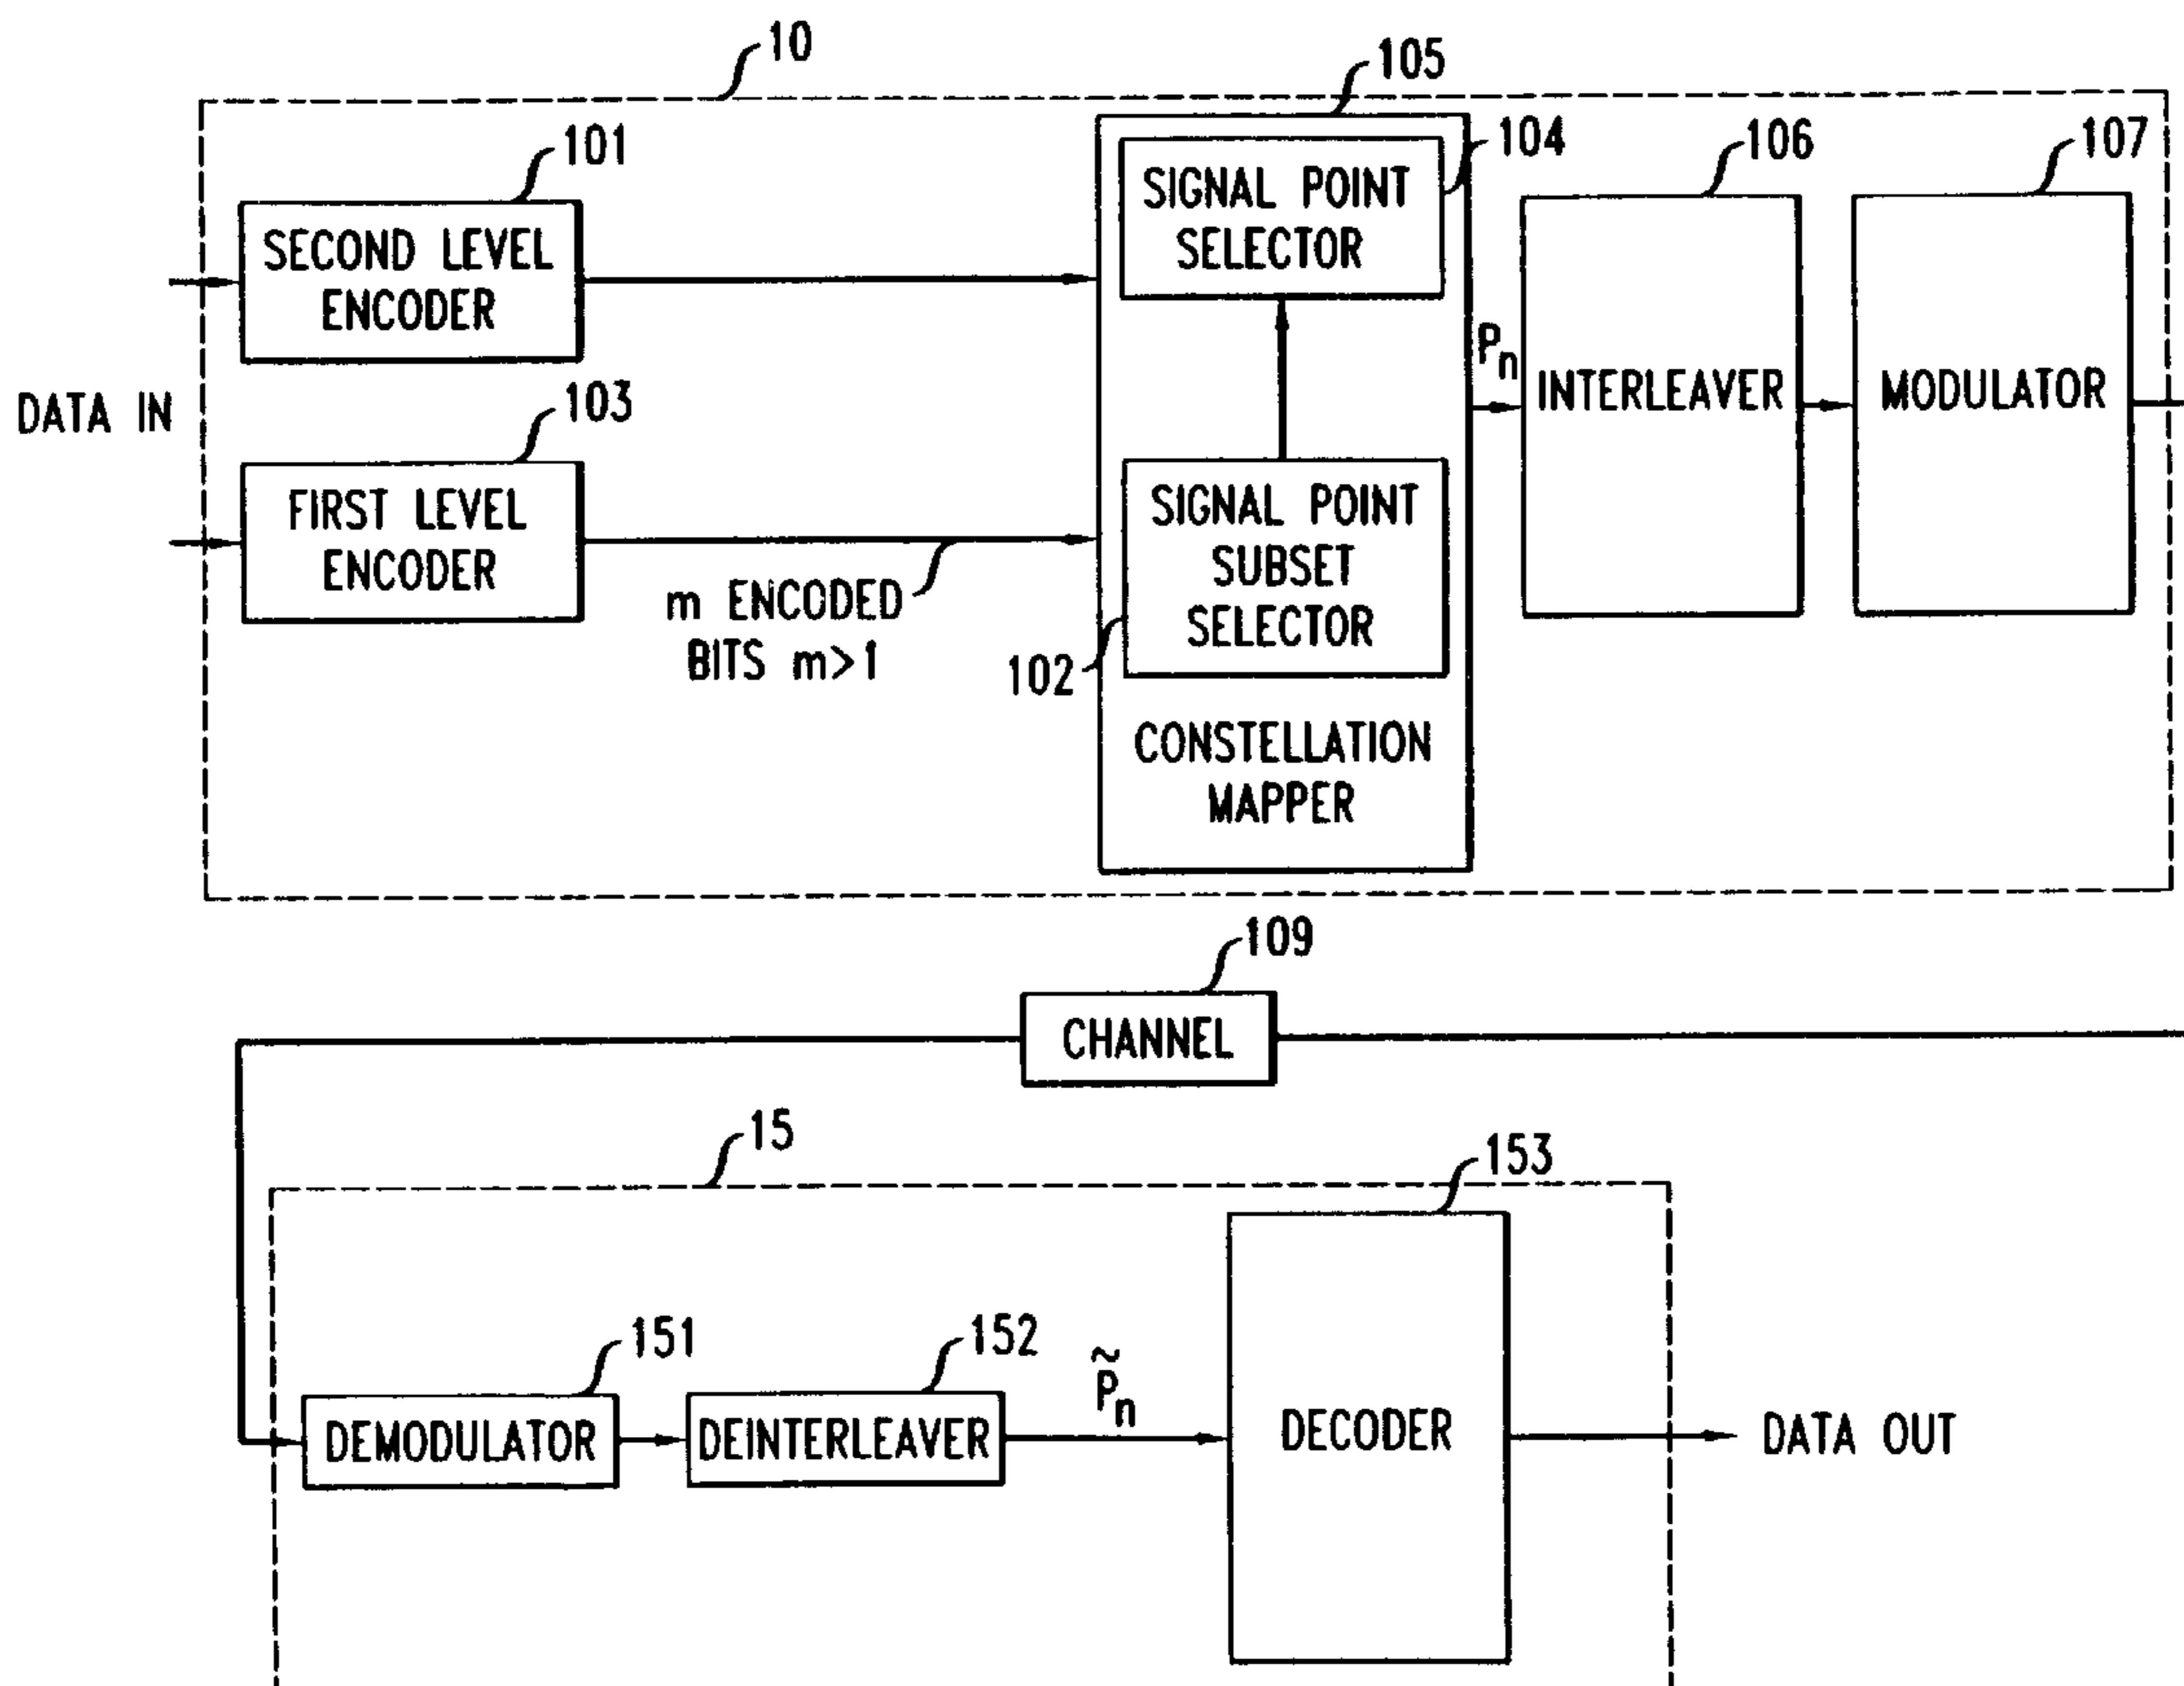 10
105
101
104
106
107
SIGNAL POINT
SELECTOR
SECOND LEVEL
ENCODER
P_n
INTERLEAVER
MODULATOR
DATA IN
103
FIRST LEVEL
ENCODER
SIGNAL POINT
SUBSET
SELECTOR
m ENCODED
BITS m>1
102
CONSTELLATION
MAPPER
109
CHANNEL
15
153
151
152
P̃_n
DEMODULATOR
DEINTERLEAVER
DECODER
DATA OUT